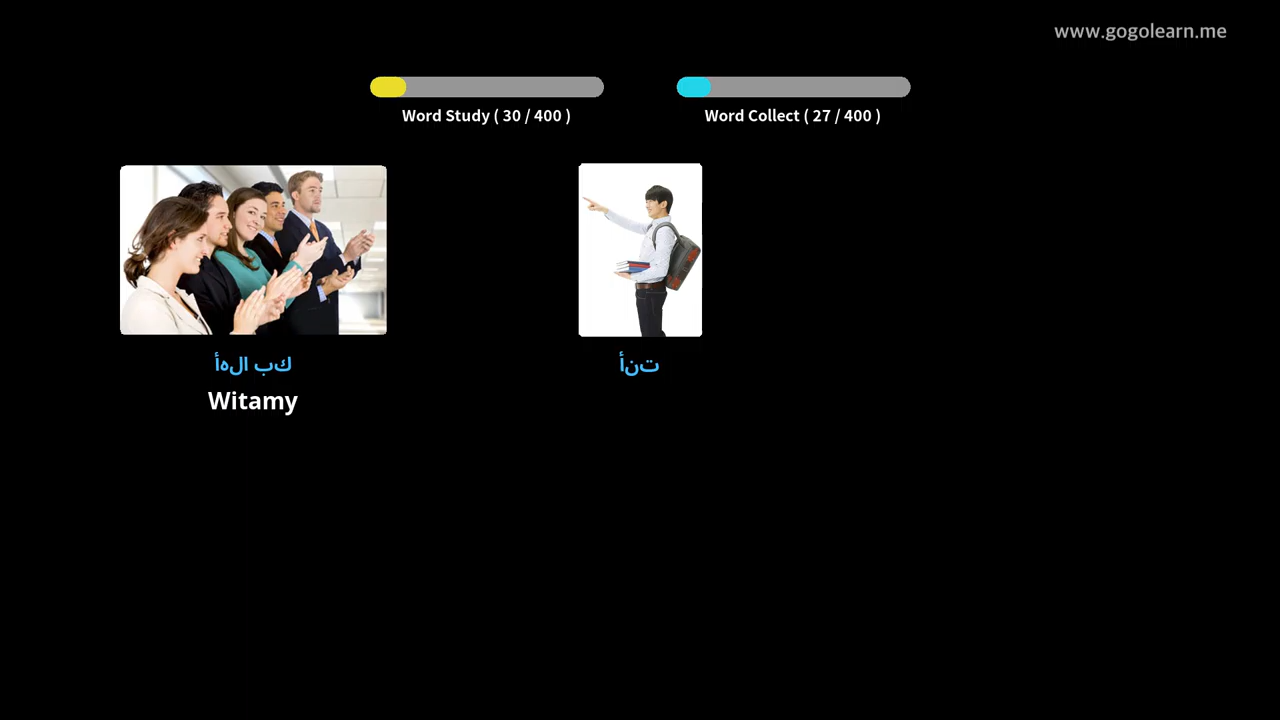 www.gogolearn.me
Word Study ( 30 / 400 )
Word Collect ( 27 / 400 )
كب الهأ
Witamy
تنأ